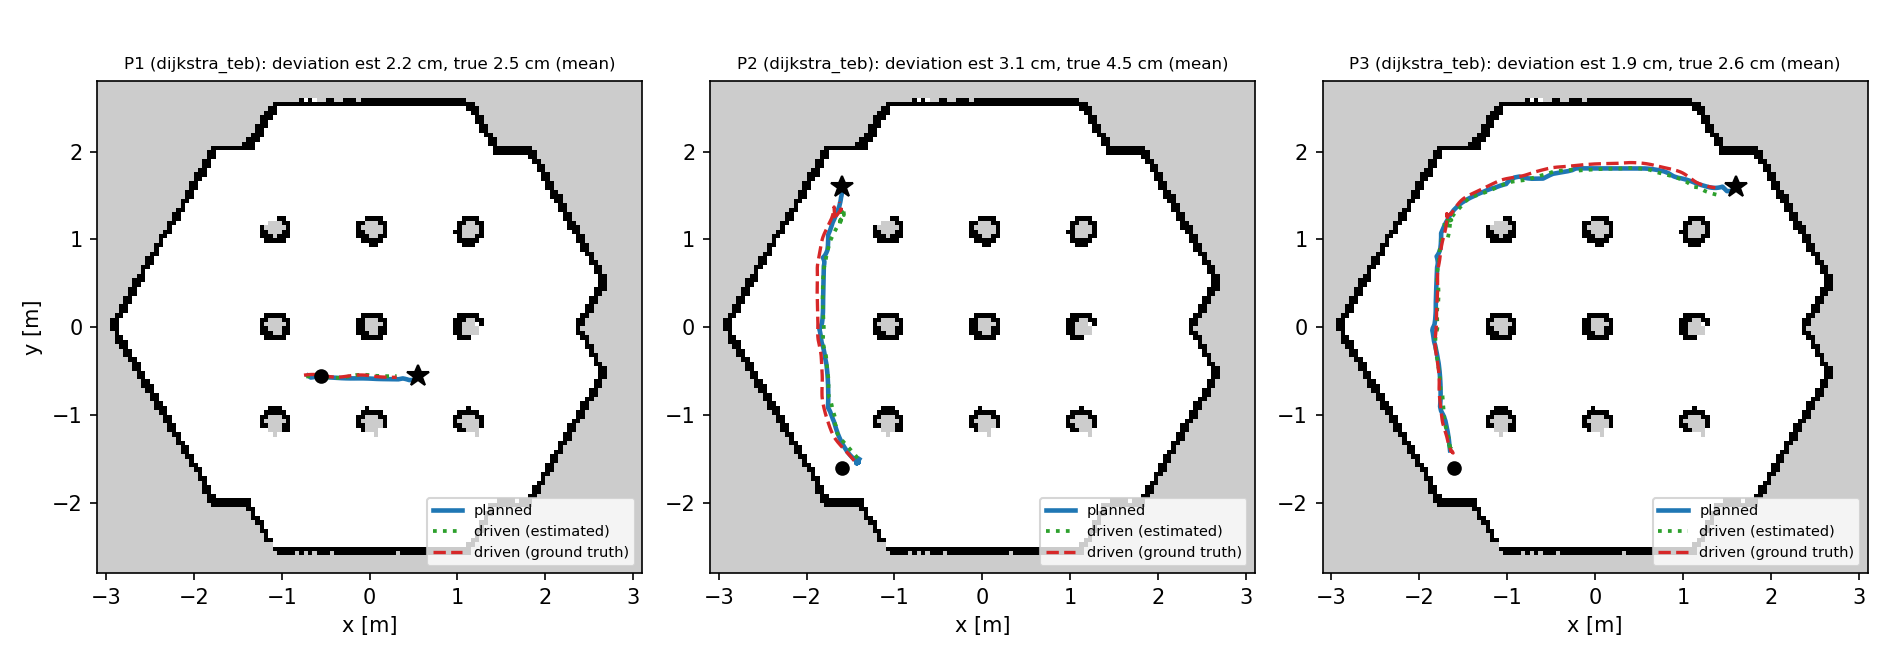 P1 (dijkstra_teb): deviation est 2.2 cm, true 2.5 cm (mean)
P2 (dijkstra_teb): deviation est 3.1 cm, true 4.5 cm (mean)
P3 (dijkstra_teb): deviation est 1.9 cm, true 2.6 cm (mean)
y [m]
2
1
0
−1
−2
planned
driven (estimated)
driven (ground truth)
−3 −2 −1 0 1 2 3
x [m]
2
1
0
−1
−2
planned
driven (estimated)
driven (ground truth)
−3 −2 −1 0 1 2 3
x [m]
2
1
0
−1
−2
planned
driven (estimated)
driven (ground truth)
−3 −2 −1 0 1 2 3
x [m]